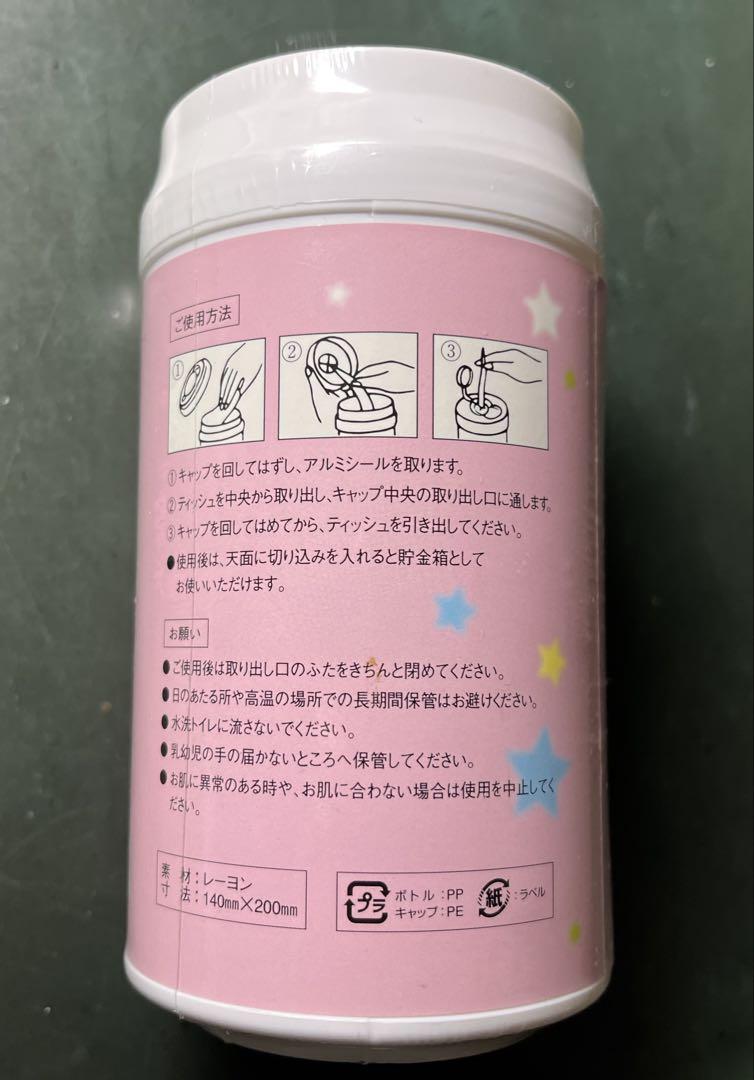 ご使用方法
① ② ③
①キャップを回してはずし、アルミシールを取ります。
②ティッシュを中央から取り出し、キャップ中央の取り出し口に通します。
③キャップを回してはめてから、ティッシュを引き出してください。
●使用後は、天面に切り込みを入れると貯金箱として
お使いいただけます。
お願い
●ご使用後は取り出し口のふたをきちんと閉めてください。
●日のあたる所や高温の場所での長期間保管はお避けください。
●水洗トイレに流さないでください。
●乳幼児の手の届かないところへ保管してください。
●お肌に異常のある時や、お肌に合わない場合は使用を中止してく
ださい。
素材：レーヨン
寸法：140mm×200mm
プラ
ボトル：PP
キャップ：PE
紙：ラベル